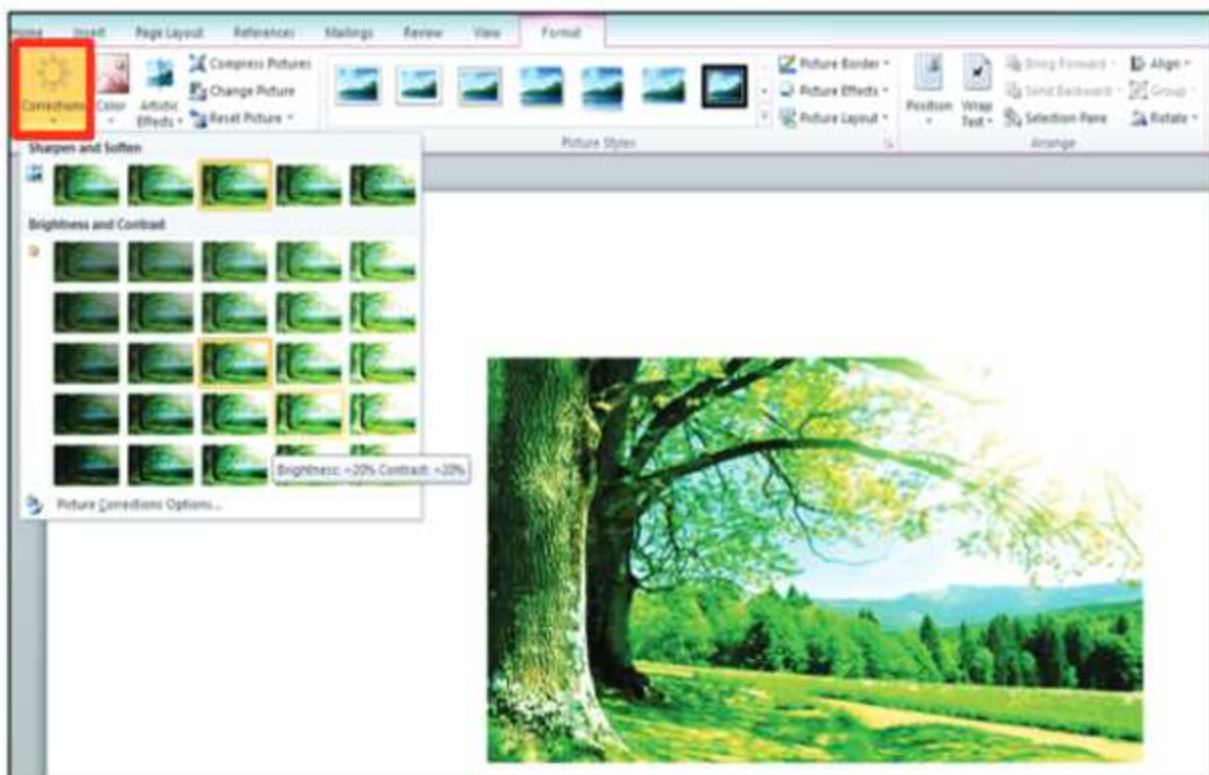 Home Insert Page Layout References Mailings Review View Format
Corrections Color Artistic Effects
Compress Pictures
Change Picture
Reset Picture
Picture Border
Picture Effects
Picture Layout
Picture Styles
Position Wrap Text
Bring Forward
Send Backward
Selection Pane
Align
Group
Rotate
Arrange
Sharpen and Soften
Brightness and Contrast
Brightness: +20% Contrast: +20%
Picture Corrections Options...